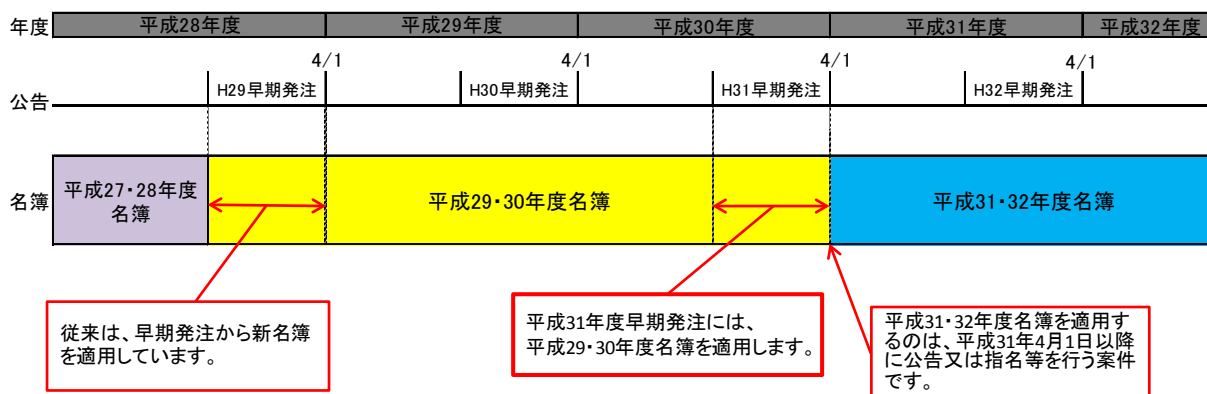 年度
平成28年度
平成29年度
平成30年度
平成31年度
平成32年度
4/1
4/1
4/1
4/1
公告
H29早期発注
H30早期発注
H31早期発注
H32早期発注
名簿
平成27・28年度
名簿
平成29・30年度名簿
平成31・32年度名簿
従来は、早期発注から新名簿
を適用しています。
平成31年度早期発注には、
平成29・30年度名簿を適用します。
平成31・32年度名簿を適用す
るのは、平成31年4月1日以降
に公告又は指名等を行う案件
です。